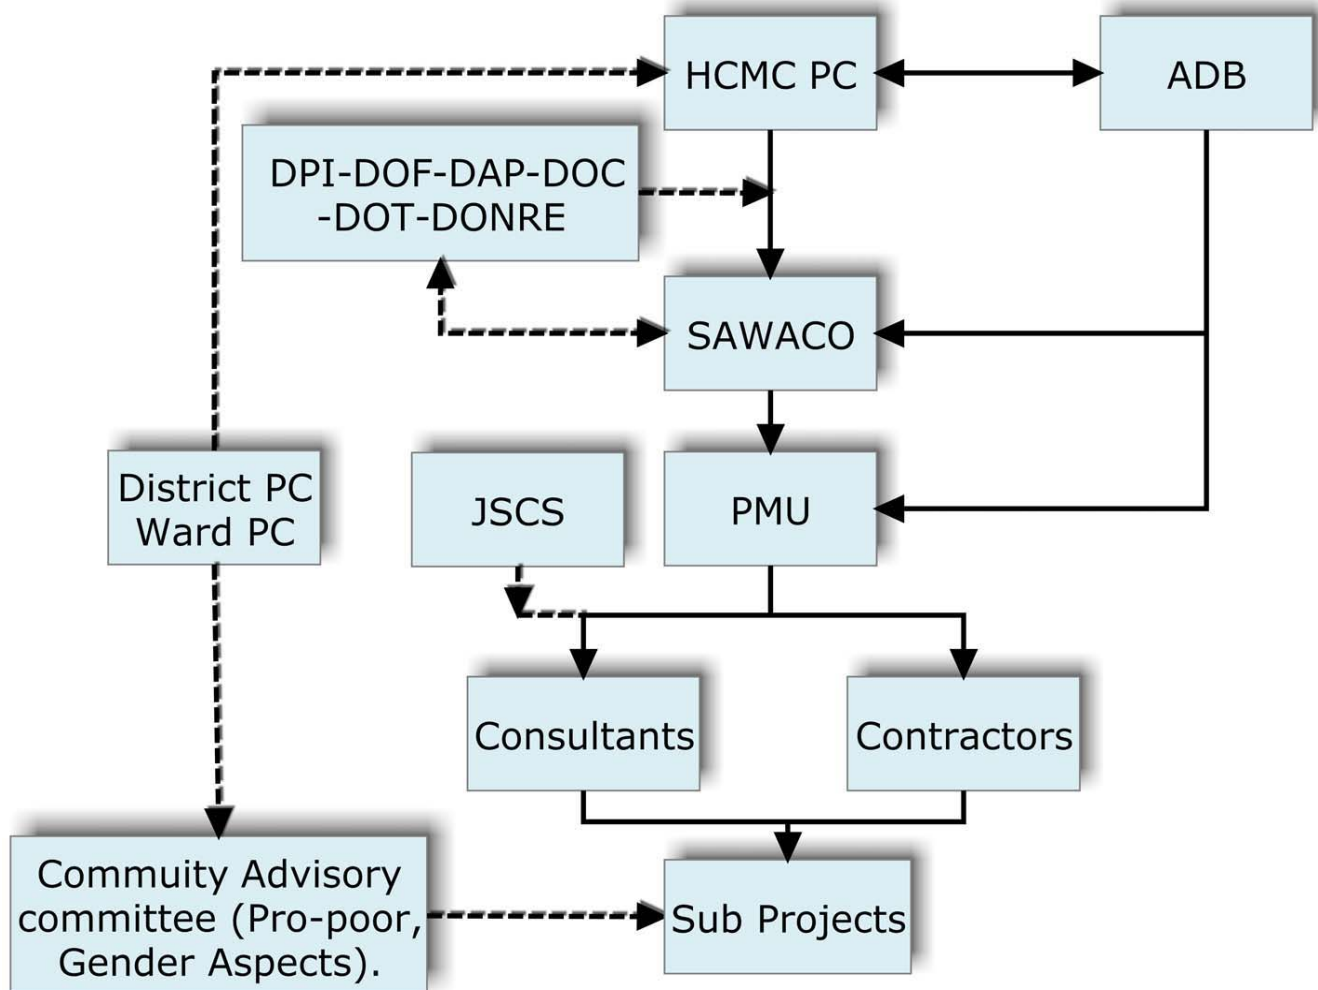 HCMC PC
ADB
DPI-DOF-DAP-DOC
-DOT-DONRE
SAWACO
District PC
Ward PC
JSCS
PMU
Consultants
Contractors
Commuity Advisory
committee (Pro-poor,
Gender Aspects).
Sub Projects